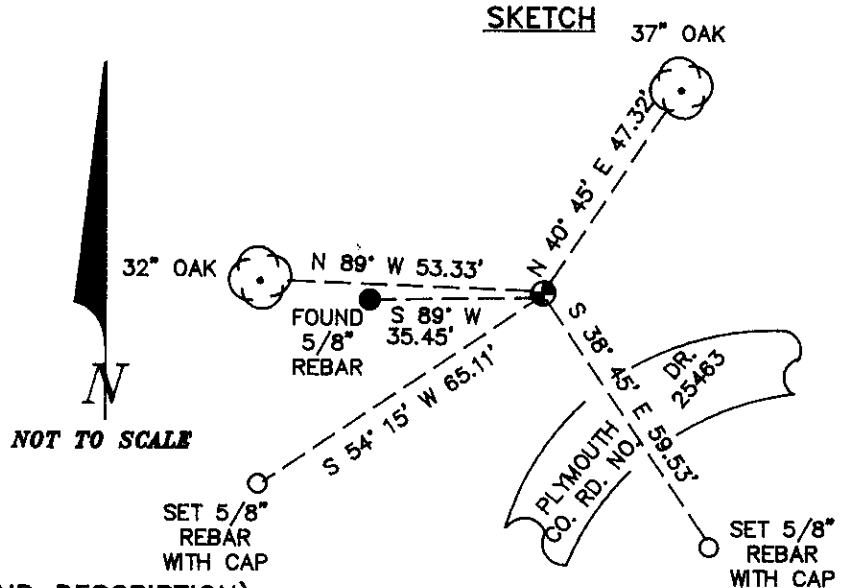 SKETCH
37" OAK
N 40° 45' E 47.32'
32" OAK
N 89° W 53.33'
FOUND
5/8"
REBAR
S 89° W
35.45'
S 54° 15' W 65.11'
S 38° 45' E 59.53'
PLYMOUTH DR.
CO. RD. NO. 25463
N
NOT TO SCALE
SET 5/8"
REBAR
WITH CAP
SET 5/8"
REBAR
WITH CAP